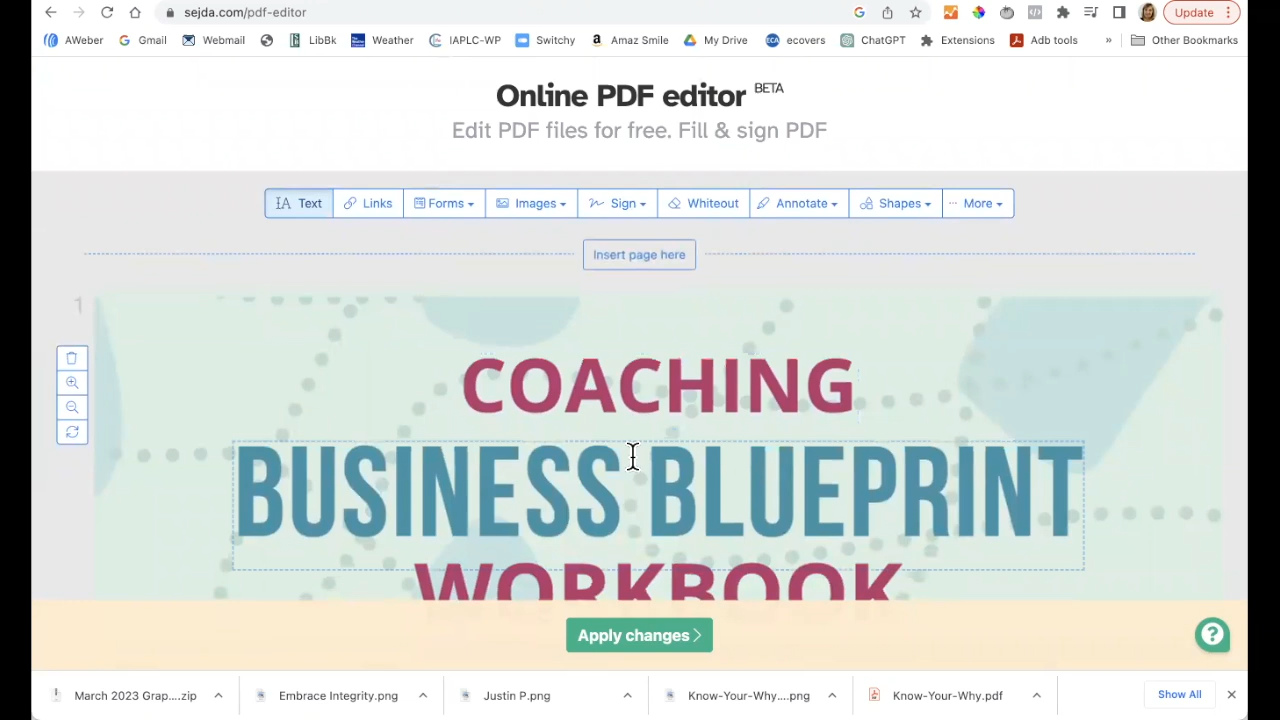 sejda.com/pdf-editor
Update
AWeber
Gmail
Webmail
LibBk
Weather
IAPLC-WP
Switchy
Amaz Smile
My Drive
ecovers
ChatGPT
Extensions
Adb tools
»
Other Bookmarks
Online PDF editor BETA
Edit PDF files for free. Fill & sign PDF
Text
Links
Forms
Images
Sign
Whiteout
Annotate
Shapes
More
Insert page here
1
COACHING
BUSINESS BLUEPRINT
WORKBOOK
Apply changes
March 2023 Grap....zip
Embrace Integrity.png
Justin P.png
Know-Your-Why....png
Know-Your-Why.pdf
Show All